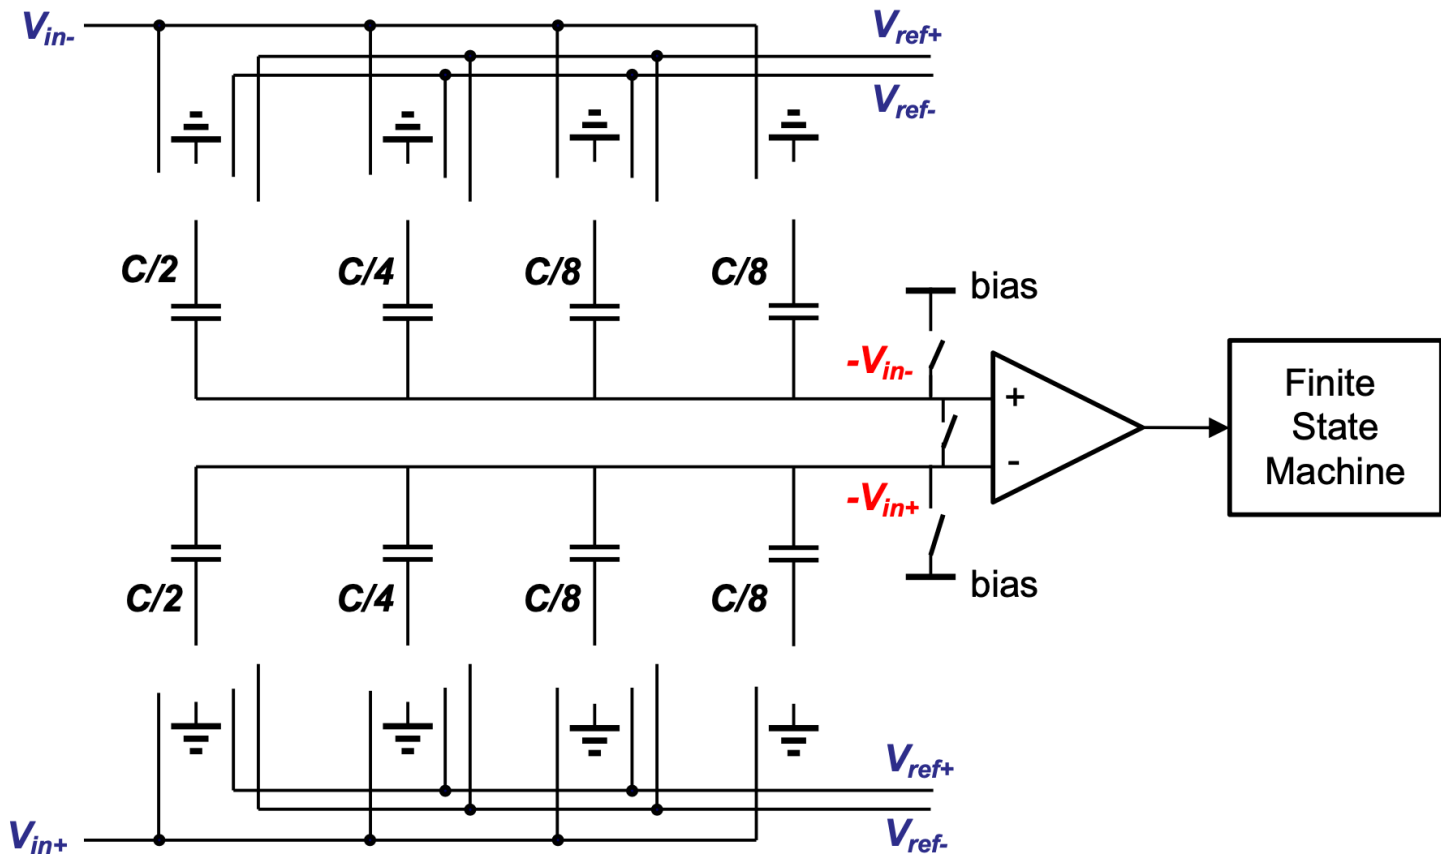 Vin-
Vref+
Vref-
C/2
C/4
C/8
C/8
bias
-Vin-
+
Finite
State
Machine
-
-Vin+
bias
C/2
C/4
C/8
C/8
Vref+
Vref-
Vin+